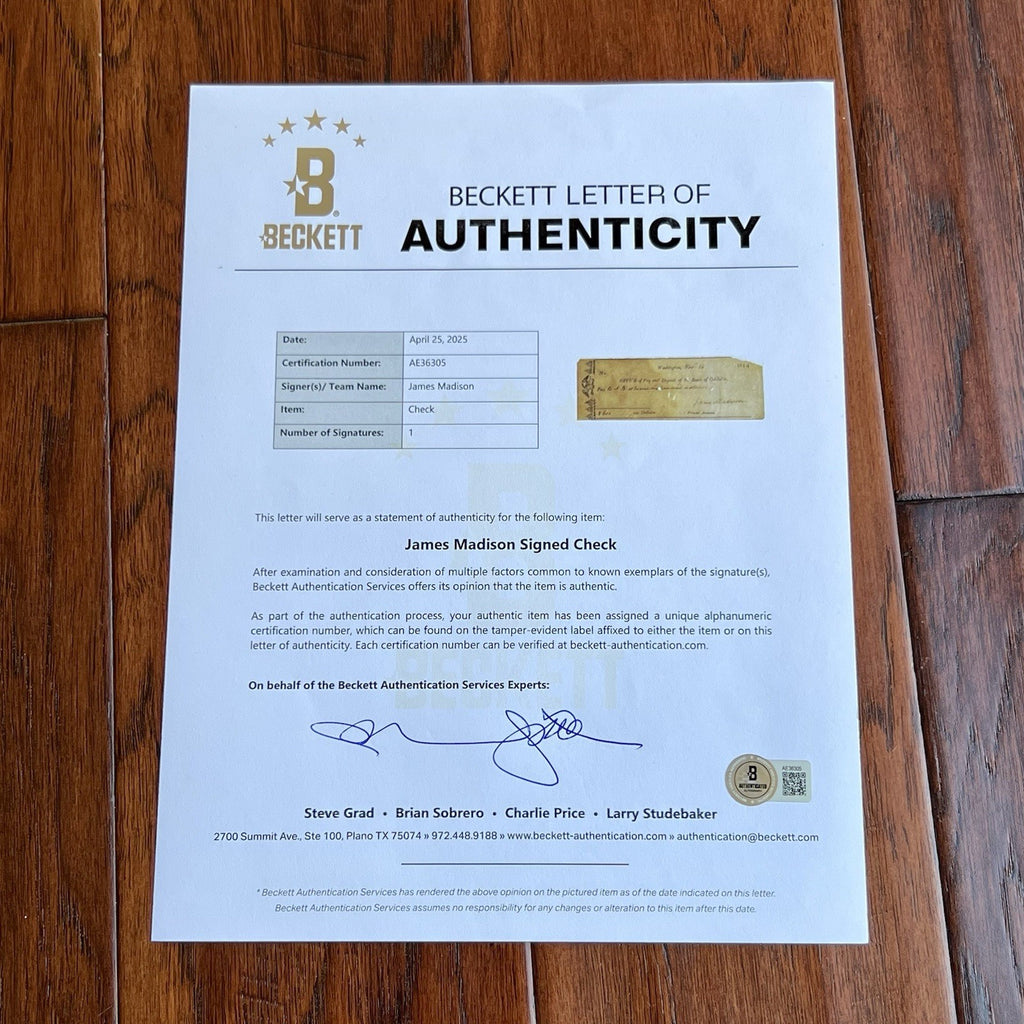 BECKETT
BECKETT LETTER OF
AUTHENTICITY
Date: April 25, 2025
Certification Number: AE36305
Signer(s)/ Team Name: James Madison
Item: Check
Number of Signatures: 1
This letter will serve as a statement of authenticity for the following item:
James Madison Signed Check
After examination and consideration of multiple factors common to known exemplars of the signature(s),
Beckett Authentication Services offers its opinion that the item is authentic.
As part of the authentication process, your authentic item has been assigned a unique alphanumeric
certification number, which can be found on the tamper-evident label affixed to either the item or on this
letter of authenticity. Each certification number can be verified at beckett-authentication.com.
On behalf of the Beckett Authentication Services Experts:
AE36305
Steve Grad • Brian Sobrero • Charlie Price • Larry Studebaker
2700 Summit Ave., Ste 100, Plano TX 75074 » 972.448.9188 » www.beckett-authentication.com » authentication@beckett.com
* Beckett Authentication Services has rendered the above opinion on the pictured item as of the date indicated on this letter.
Beckett Authentication Services assumes no responsibility for any changes or alteration to this item after this date.